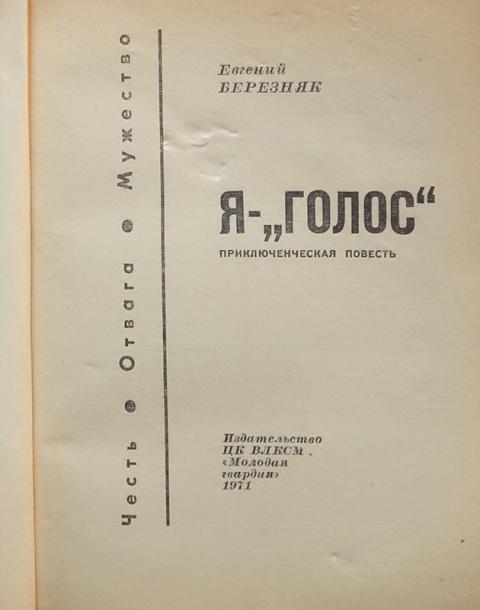 Честь ● Отвага ● Мужество
Евгений
БЕРЕЗНЯК
Я-„ГОЛОС“
ПРИКЛЮЧЕНЧЕСКАЯ ПОВЕСТЬ
Издательство
ЦК ВЛКСМ
«Молодая
гвардия»
1971